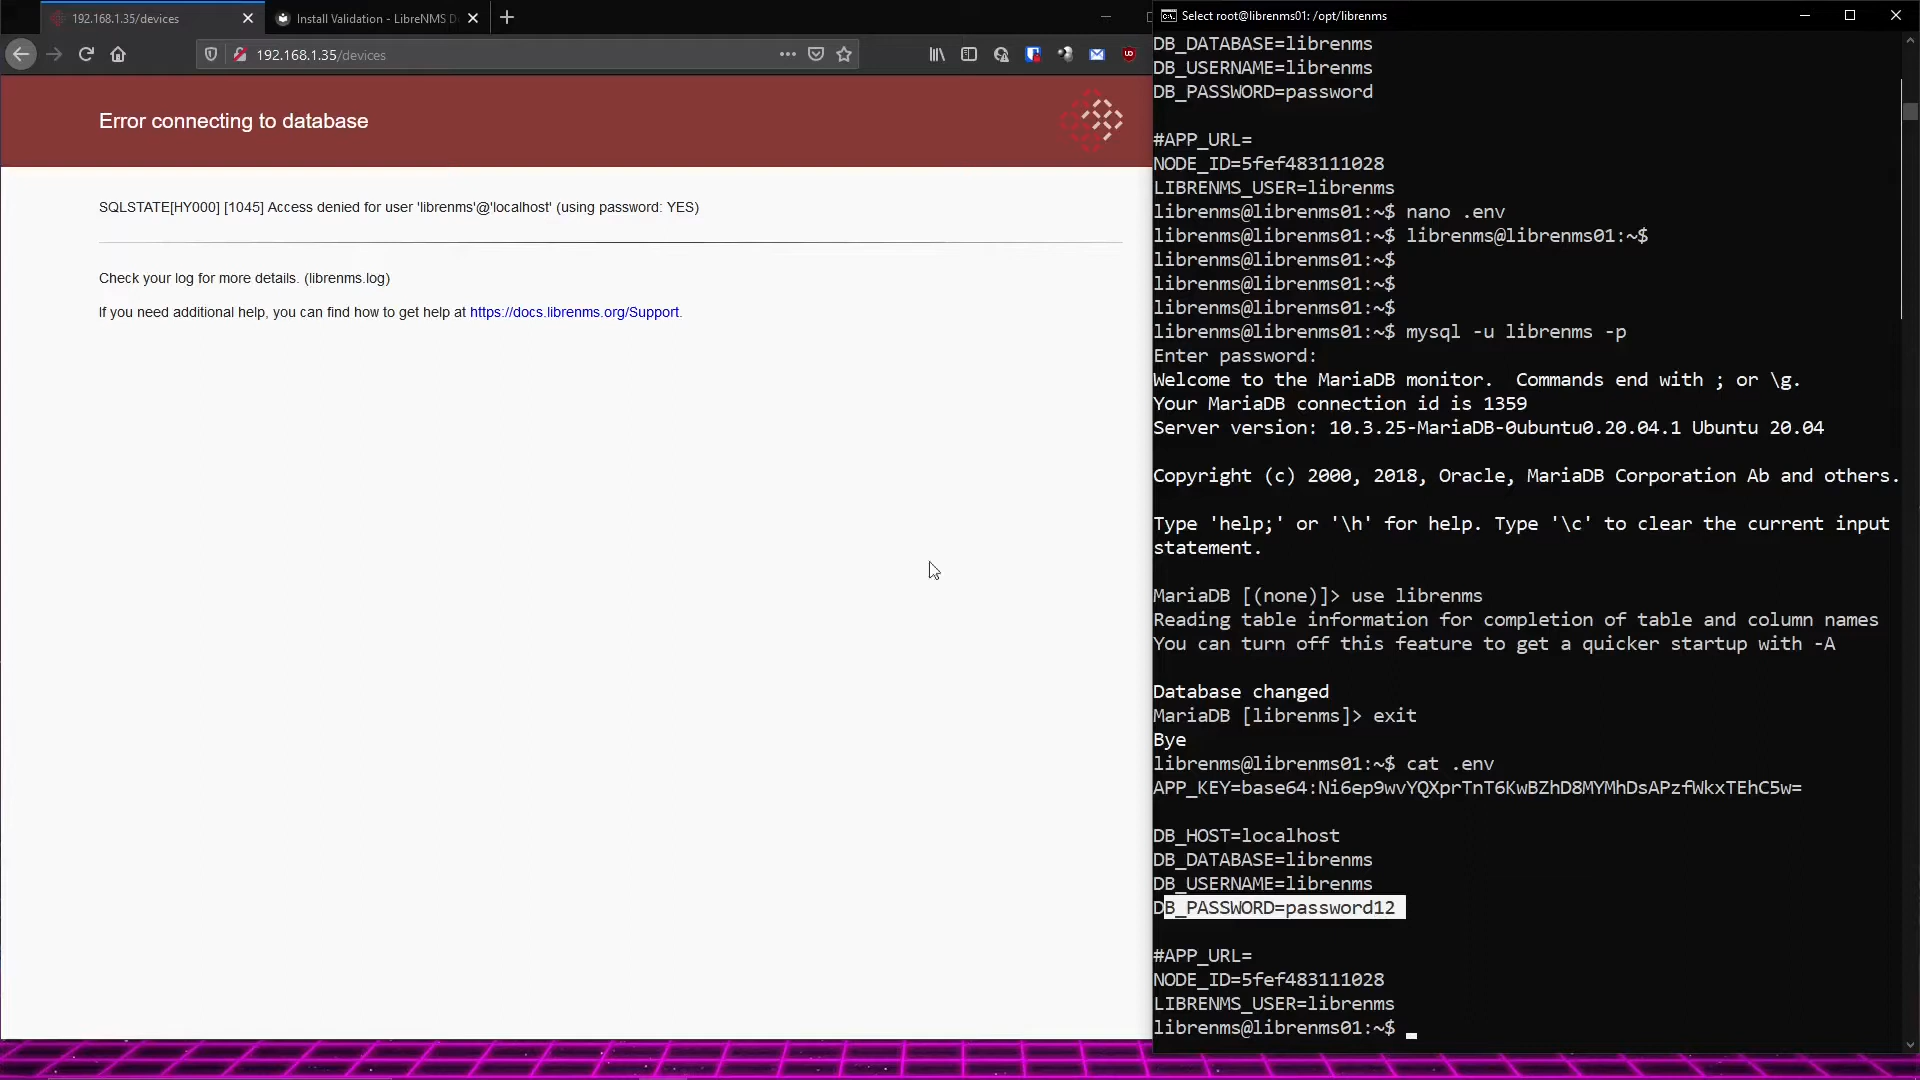 192.168.1.35/devices
Install Validation - LibreNMS D
192.168.1.35/devices
Error connecting to database
SQLSTATE[HY000] [1045] Access denied for user 'librenms'@'localhost' (using password: YES)
Check your log for more details. (librenms.log)
If you need additional help, you can find how to get help at https://docs.librenms.org/Support.
Select root@librenms01: /opt/librenms
DB_DATABASE=librenms
DB_USERNAME=librenms
DB_PASSWORD=password
#APP_URL=
NODE_ID=5fef483111028
LIBRENMS_USER=librenms
librenms@librenms01:~$ nano .env
librenms@librenms01:~$ librenms@librenms01:~$
librenms@librenms01:~$
librenms@librenms01:~$
librenms@librenms01:~$
librenms@librenms01:~$ mysql -u librenms -p
Enter password:
Welcome to the MariaDB monitor.  Commands end with ; or \g.
Your MariaDB connection id is 1359
Server version: 10.3.25-MariaDB-0ubuntu0.20.04.1 Ubuntu 20.04
Copyright (c) 2000, 2018, Oracle, MariaDB Corporation Ab and others.
Type 'help;' or '\h' for help. Type '\c' to clear the current input
statement.
MariaDB [(none)]> use librenms
Reading table information for completion of table and column names
You can turn off this feature to get a quicker startup with -A
Database changed
MariaDB [librenms]> exit
Bye
librenms@librenms01:~$ cat .env
APP_KEY=base64:Ni6ep9wvYQXprTnT6KwBZhD8MYMhDsAPzfWkxTEhC5w=
DB_HOST=localhost
DB_DATABASE=librenms
DB_USERNAME=librenms
DB_PASSWORD=password12
#APP_URL=
NODE_ID=5fef483111028
LIBRENMS_USER=librenms
librenms@librenms01:~$